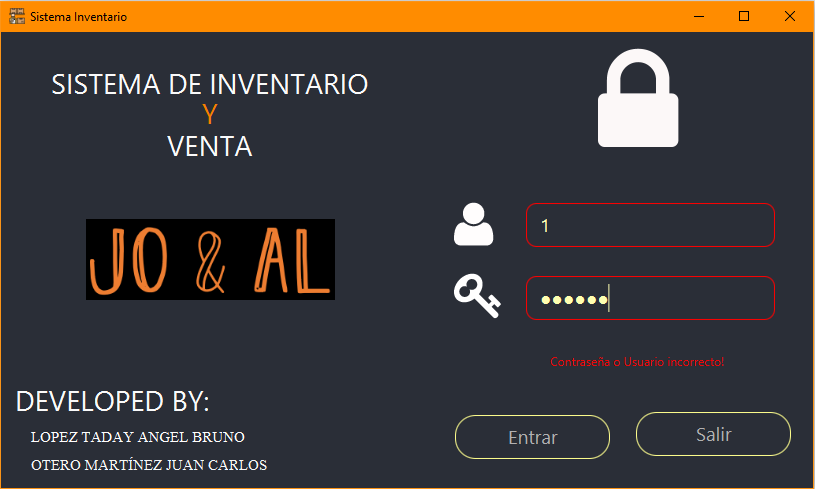 Sistema Inventario
SISTEMA DE INVENTARIO
Y
VENTA
JO & AL
1
••••••
Contraseña o Usuario incorrecto!
DEVELOPED BY:
LOPEZ TADAY ANGEL BRUNO
OTERO MARTÍNEZ JUAN CARLOS
Entrar
Salir